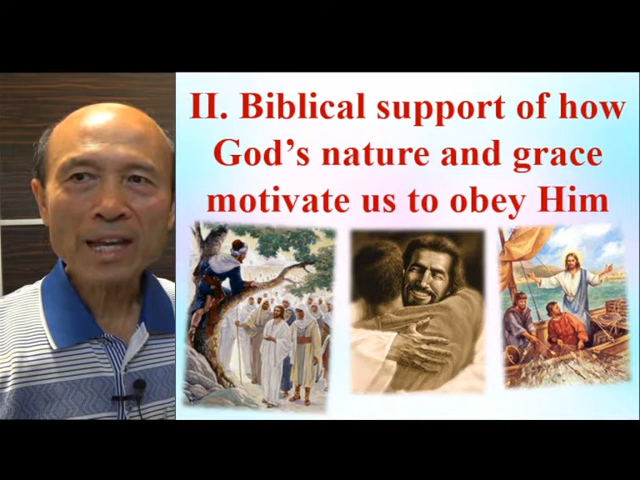 II. Biblical support of how
God’s nature and grace
motivate us to obey Him